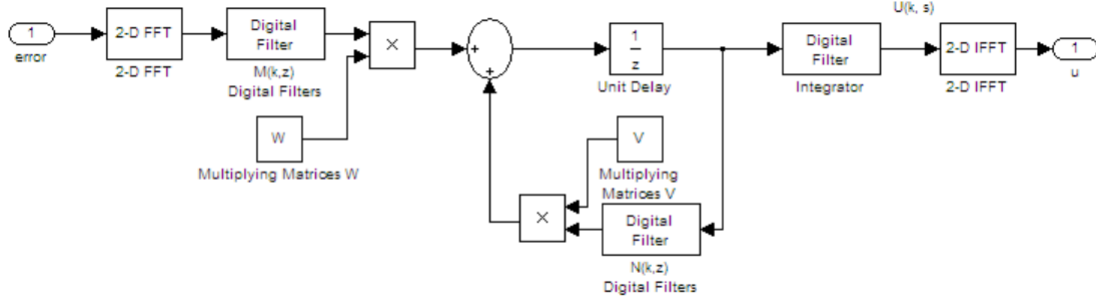 U(k, s)
1
error
2-D FFT
2-D FFT
Digital
Filter
M(k,z)
Digital Filters
×
+
+
1
z
Unit Delay
Digital
Filter
Integrator
2-D IFFT
2-D IFFT
1
u
W
Multiplying Matrices W
V
Multiplying
Matrices V
×
Digital
Filter
N(k,z)
Digital Filters